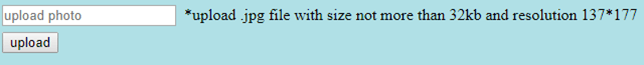 upload photo *upload .jpg file with size not more than 32kb and resolution 137*177
upload